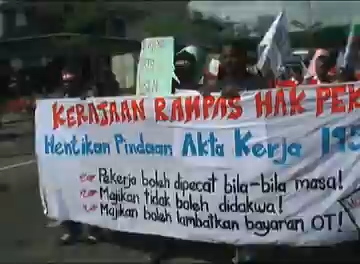 KERAJAAN RAMPAS HAK PEK
Hentikan Pindaan Akta Kerja 195
Pekerja boleh dipecat bila-bila masa!
Majikan tidak boleh didakwa!
Majikan boleh lambatkan bayaran OT!